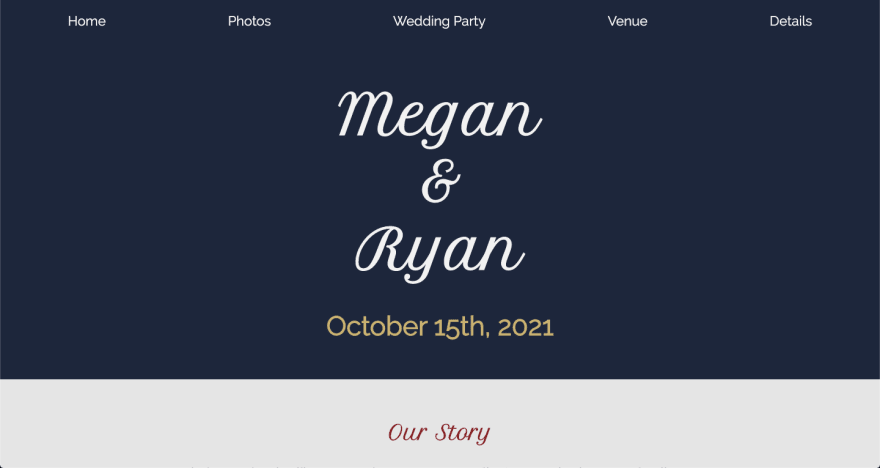 Home Photos Wedding Party Venue Details
Megan
&
Ryan
October 15th, 2021
Our Story